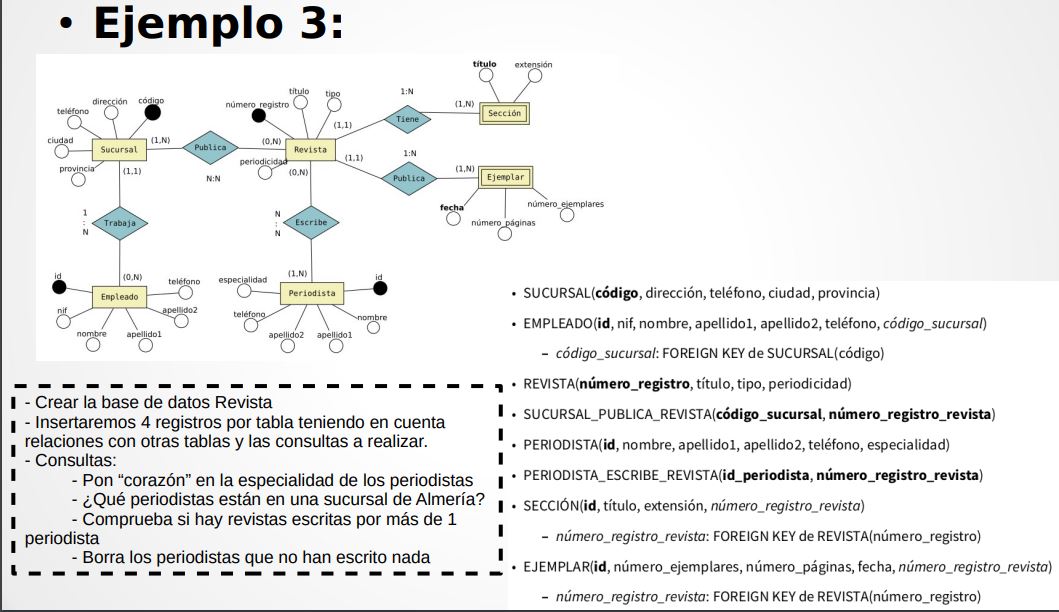 • Ejemplo 3:
título
extensión
código
dirección
teléfono
ciudad
provincia
Sucursal
(1,N)
Publica
N:N
(0,N)
número_registro
título
tipo
periodicidad
Revista
(1,1)
1:N
Tiene
(1,N)
Sección
(1,1)
1:N
Publica
(1,N)
Ejemplar
fecha
número_páginas
número_ejemplares
(1,1)
1
:
N
Trabaja
(0,N)
(0,N)
N
:
N
Escribe
(1,N)
id
nif
nombre
apellido1
apellido2
teléfono
Empleado
especialidad
teléfono
apellido2
apellido1
nombre
id
Periodista
- Crear la base de datos Revista
- Insertaremos 4 registros por tabla teniendo en cuenta
relaciones con otras tablas y las consultas a realizar.
- Consultas:
- Pon “corazón” en la especialidad de los periodistas
- ¿Qué periodistas están en una sucursal de Almería?
- Comprueba si hay revistas escritas por más de 1
periodista
- Borra los periodistas que no han escrito nada
• SUCURSAL(código, dirección, teléfono, ciudad, provincia)
• EMPLEADO(id, nif, nombre, apellido1, apellido2, teléfono, código_sucursal)
– código_sucursal: FOREIGN KEY de SUCURSAL(código)
• REVISTA(número_registro, título, tipo, periodicidad)
• SUCURSAL_PUBLICA_REVISTA(código_sucursal, número_registro_revista)
• PERIODISTA(id, nombre, apellido1, apellido2, teléfono, especialidad)
• PERIODISTA_ESCRIBE_REVISTA(id_periodista, número_registro_revista)
• SECCIÓN(id, título, extensión, número_registro_revista)
– número_registro_revista: FOREIGN KEY de REVISTA(número_registro)
• EJEMPLAR(id, número_ejemplares, número_páginas, fecha, número_registro_revista)
– número_registro_revista: FOREIGN KEY de REVISTA(número_registro)